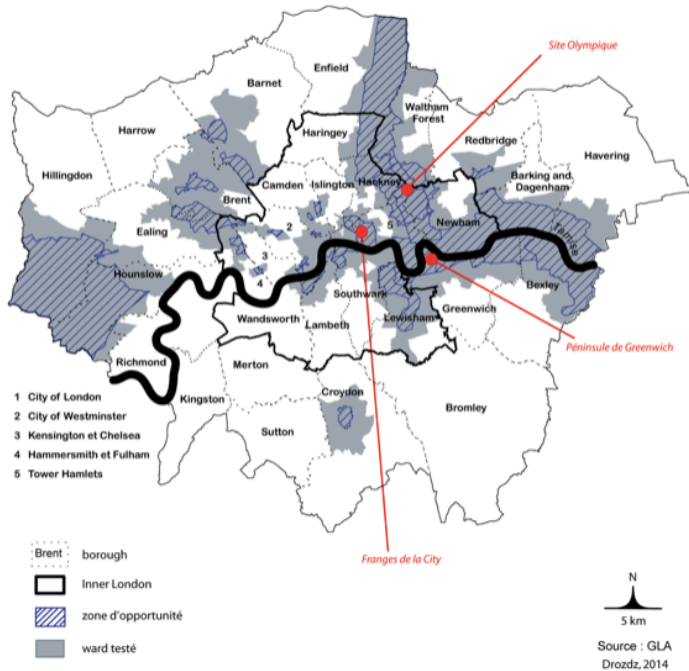 Site Olympique
Enfield
Barnet
Waltham
Forest
Harrow
Haringey
Redbridge
Havering
Hillingdon
Camden
Islington
Hackney
Barking and
Dagenham
Brent
Newham
Ealing
2
1
5
3
4
Tamise
Hounslow
Southwark
Bexley
Wandsworth
Lambeth
Lewisham
Greenwich
Richmond
Merton
Péninsule de Greenwich
Kingston
Croydon
Bromley
Sutton
1 City of London
2 City of Westminster
3 Kensington et Chelsea
4 Hammersmith et Fulham
5 Tower Hamlets
Franges de la City
Brent borough
Inner London
zone d'opportunité
ward testé
N
5 km
Source : GLA
Drozdz, 2014